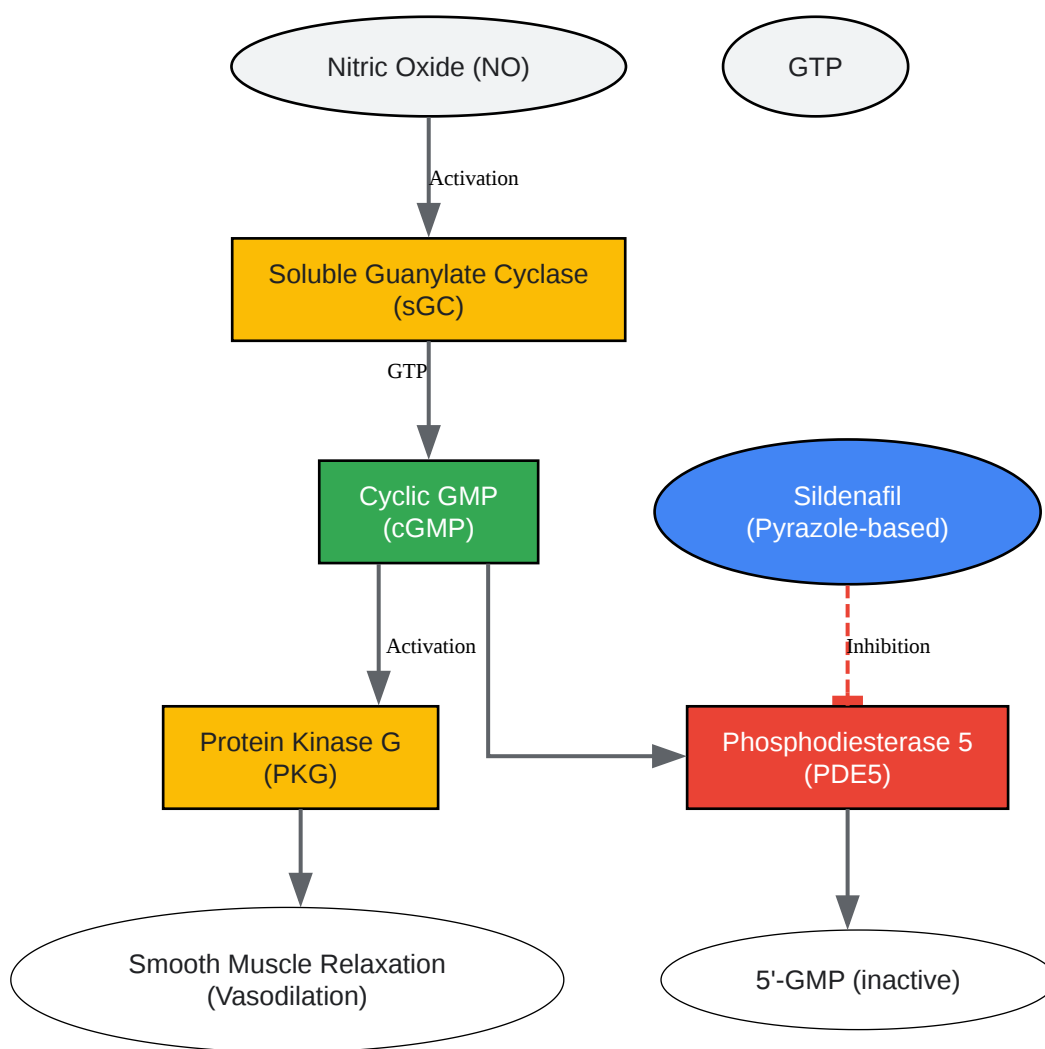 Nitric Oxide (NO)
GTP
Activation
Soluble Guanylate Cyclase
(sGC)
GTP
Cyclic GMP
(cGMP)
Sildenafil
(Pyrazole-based)
Activation
Inhibition
Protein Kinase G
(PKG)
Phosphodiesterase 5
(PDE5)
Smooth Muscle Relaxation
(Vasodilation)
5'-GMP (inactive)